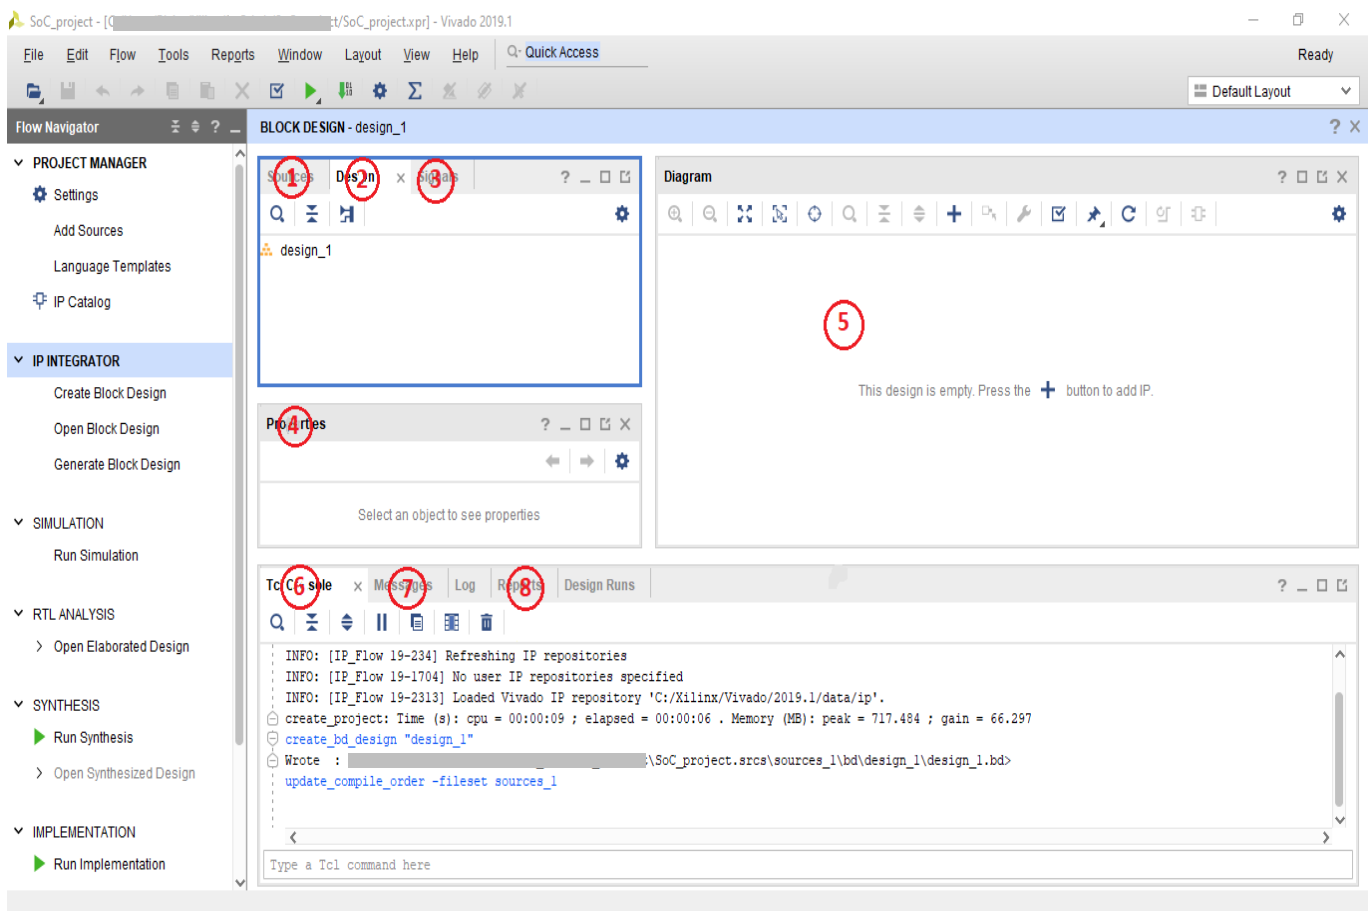 SoC_project - [C t/SoC_project.xpr] - Vivado 2019.1
File Edit Flow Tools Reports Window Layout View Help Quick Access Ready
Default Layout
Flow Navigator
BLOCK DESIGN - design_1
PROJECT MANAGER
Settings
Add Sources
Language Templates
IP Catalog
IP INTEGRATOR
Create Block Design
Open Block Design
Generate Block Design
SIMULATION
Run Simulation
RTL ANALYSIS
Open Elaborated Design
SYNTHESIS
Run Synthesis
Open Synthesized Design
IMPLEMENTATION
Run Implementation
Sources Design Signals
1 2 3
design_1
Properties
4
Select an object to see properties
Diagram
5
This design is empty. Press the + button to add IP.
Tcl Console Messages Log Reports Design Runs
6 7 8
INFO: [IP_Flow 19-234] Refreshing IP repositories
INFO: [IP_Flow 19-1704] No user IP repositories specified
INFO: [IP_Flow 19-2313] Loaded Vivado IP repository 'C:/Xilinx/Vivado/2019.1/data/ip'.
create_project: Time (s): cpu = 00:00:09 ; elapsed = 00:00:06 . Memory (MB): peak = 717.484 ; gain = 66.297
create_bd_design "design_1"
Wrote : \SoC_project.srcs\sources_1\bd\design_1\design_1.bd>
update_compile_order -fileset sources_1
Type a Tcl command here